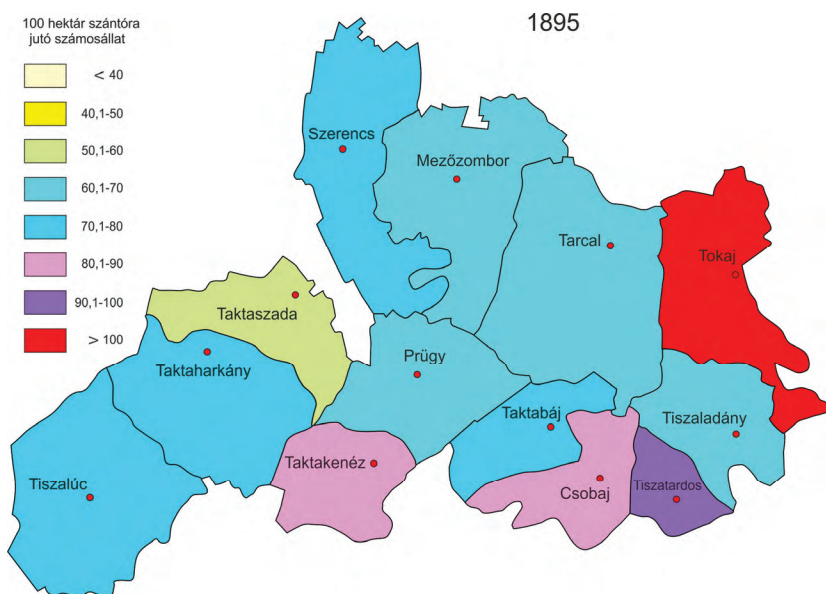 100 hektár szántóra
jutó számosállat
1895
< 40
40,1-50
50,1-60
60,1-70
70,1-80
80,1-90
90,1-100
> 100
Szerencs
Mezőzombor
Tarcal
Tokaj
Taktaszada
Taktaharkány
Prügy
Taktabáj
Tiszaladány
Taktakenéz
Csobaj
Tiszatardos
Tiszalúc